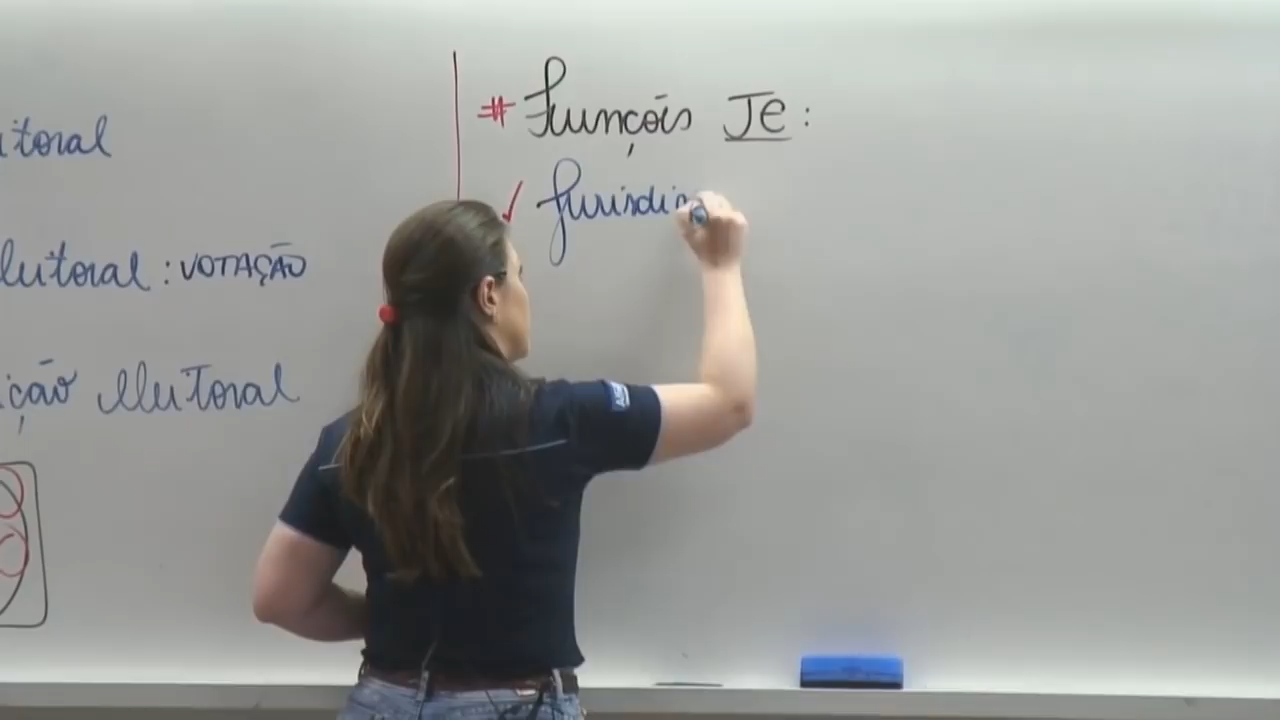 itoral
leitoral : VOTAÇÃO
ição eleitoral
# Funções JE :
✓ Jurisdic